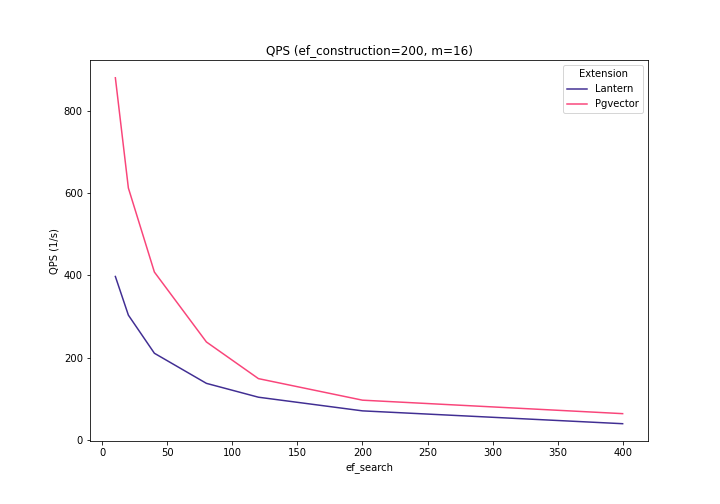 QPS (ef_construction=200, m=16)
Extension
Lantern
Pgvector
QPS (1/s)
800
600
400
200
0
0 50 100 150 200 250 300 350 400
ef_search